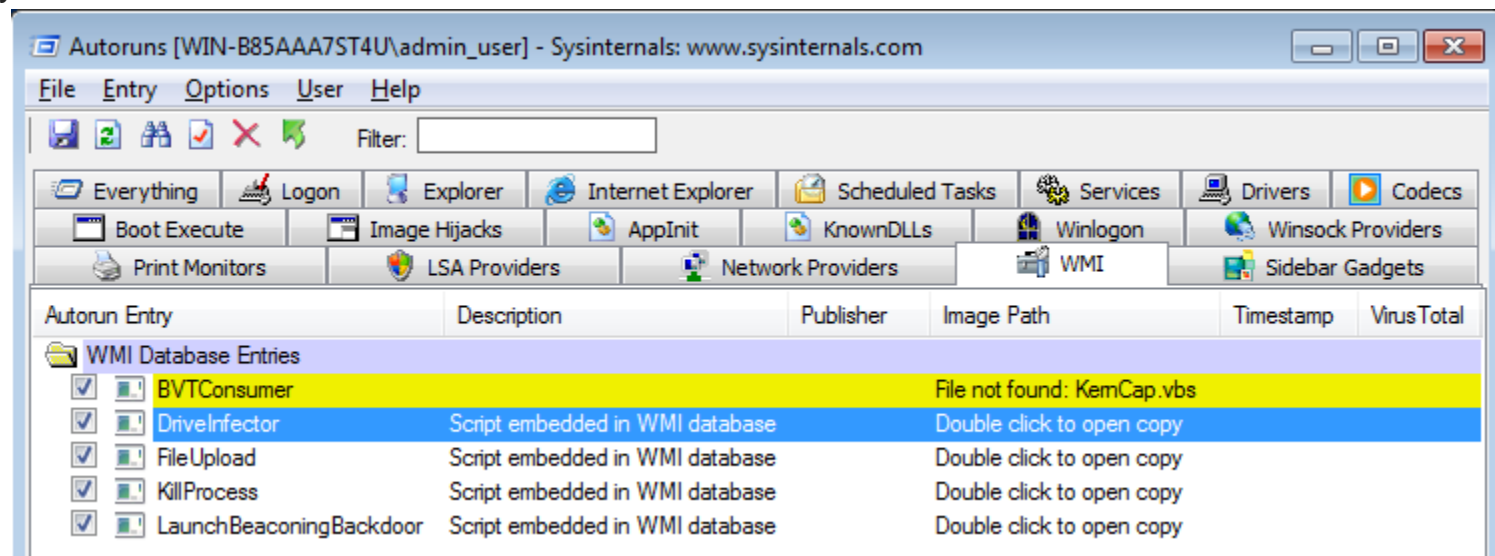 Autoruns [WIN-B85AAA7ST4U\admin_user] - Sysinternals: www.sysinternals.com
File Entry Options User Help
Filter:
Everything Logon Explorer Internet Explorer Scheduled Tasks Services Drivers Codecs
Boot Execute Image Hijacks AppInit KnownDLLs Winlogon Winsock Providers
Print Monitors LSA Providers Network Providers WMI Sidebar Gadgets
Autorun Entry Description Publisher Image Path Timestamp VirusTotal
WMI Database Entries
BVTConsumer File not found: KernCap.vbs
DriveInfector Script embedded in WMI database Double click to open copy
FileUpload Script embedded in WMI database Double click to open copy
KillProcess Script embedded in WMI database Double click to open copy
LaunchBeaconingBackdoor Script embedded in WMI database Double click to open copy